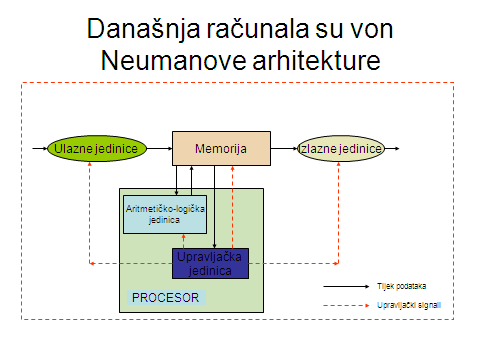 Današnja računala su von
Neumanove arhitekture
Ulazne jedinice
Memorija
Izlazne jedinice
Aritmetičko-logička
jedinica
Upravljačka
jedinica
PROCESOR
Tijek podataka
Upravljački signali